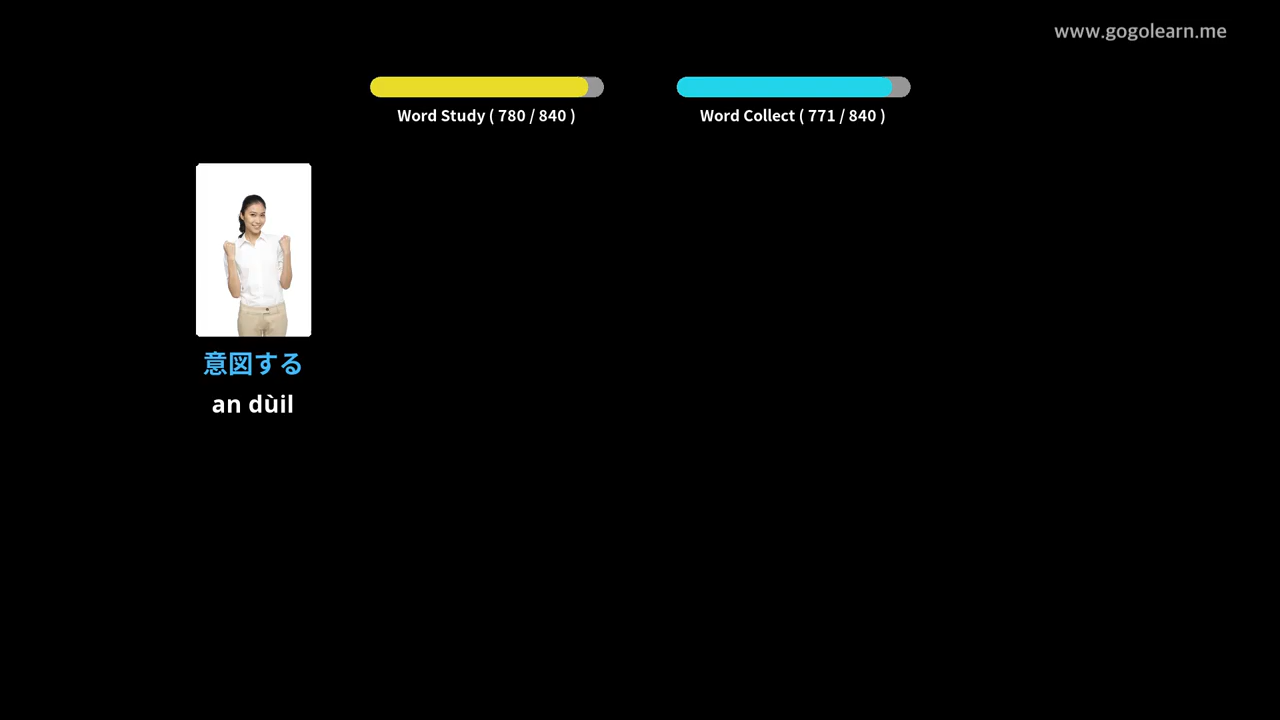 www.gogolearn.me
Word Study ( 780 / 840 )
Word Collect ( 771 / 840 )
意図する
an dùil